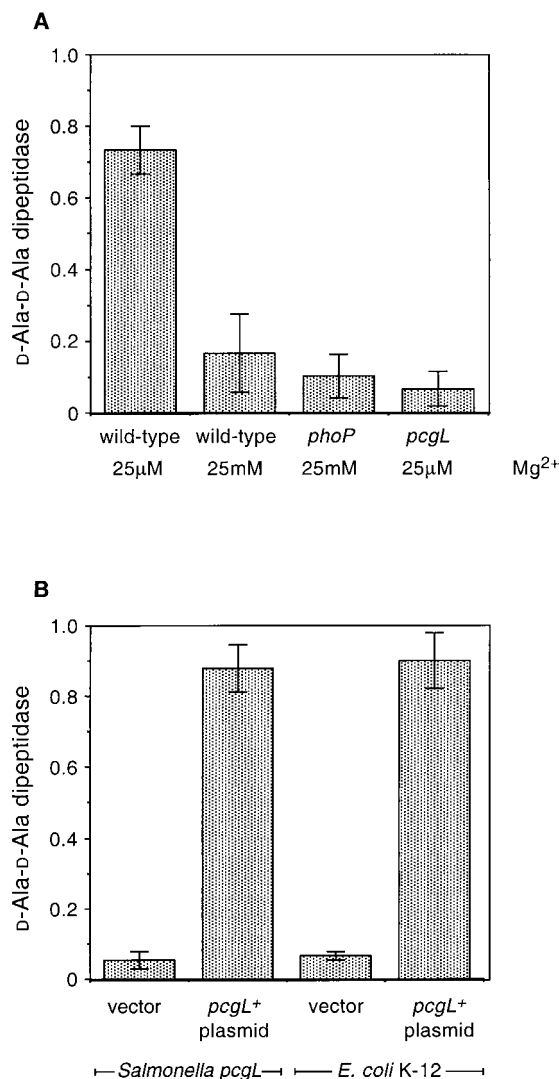 A
1.0
0.8
0.6
0.4
0.2
0
D-Ala-D-Ala dipeptidase
wild-type wild-type phoP pcgL
25μM 25mM 25mM 25μM Mg2+
B
1.0
0.8
0.6
0.4
0.2
0
D-Ala-D-Ala dipeptidase
vector pcgL+ vector pcgL+
plasmid plasmid
Salmonella pcgL E. coli K-12